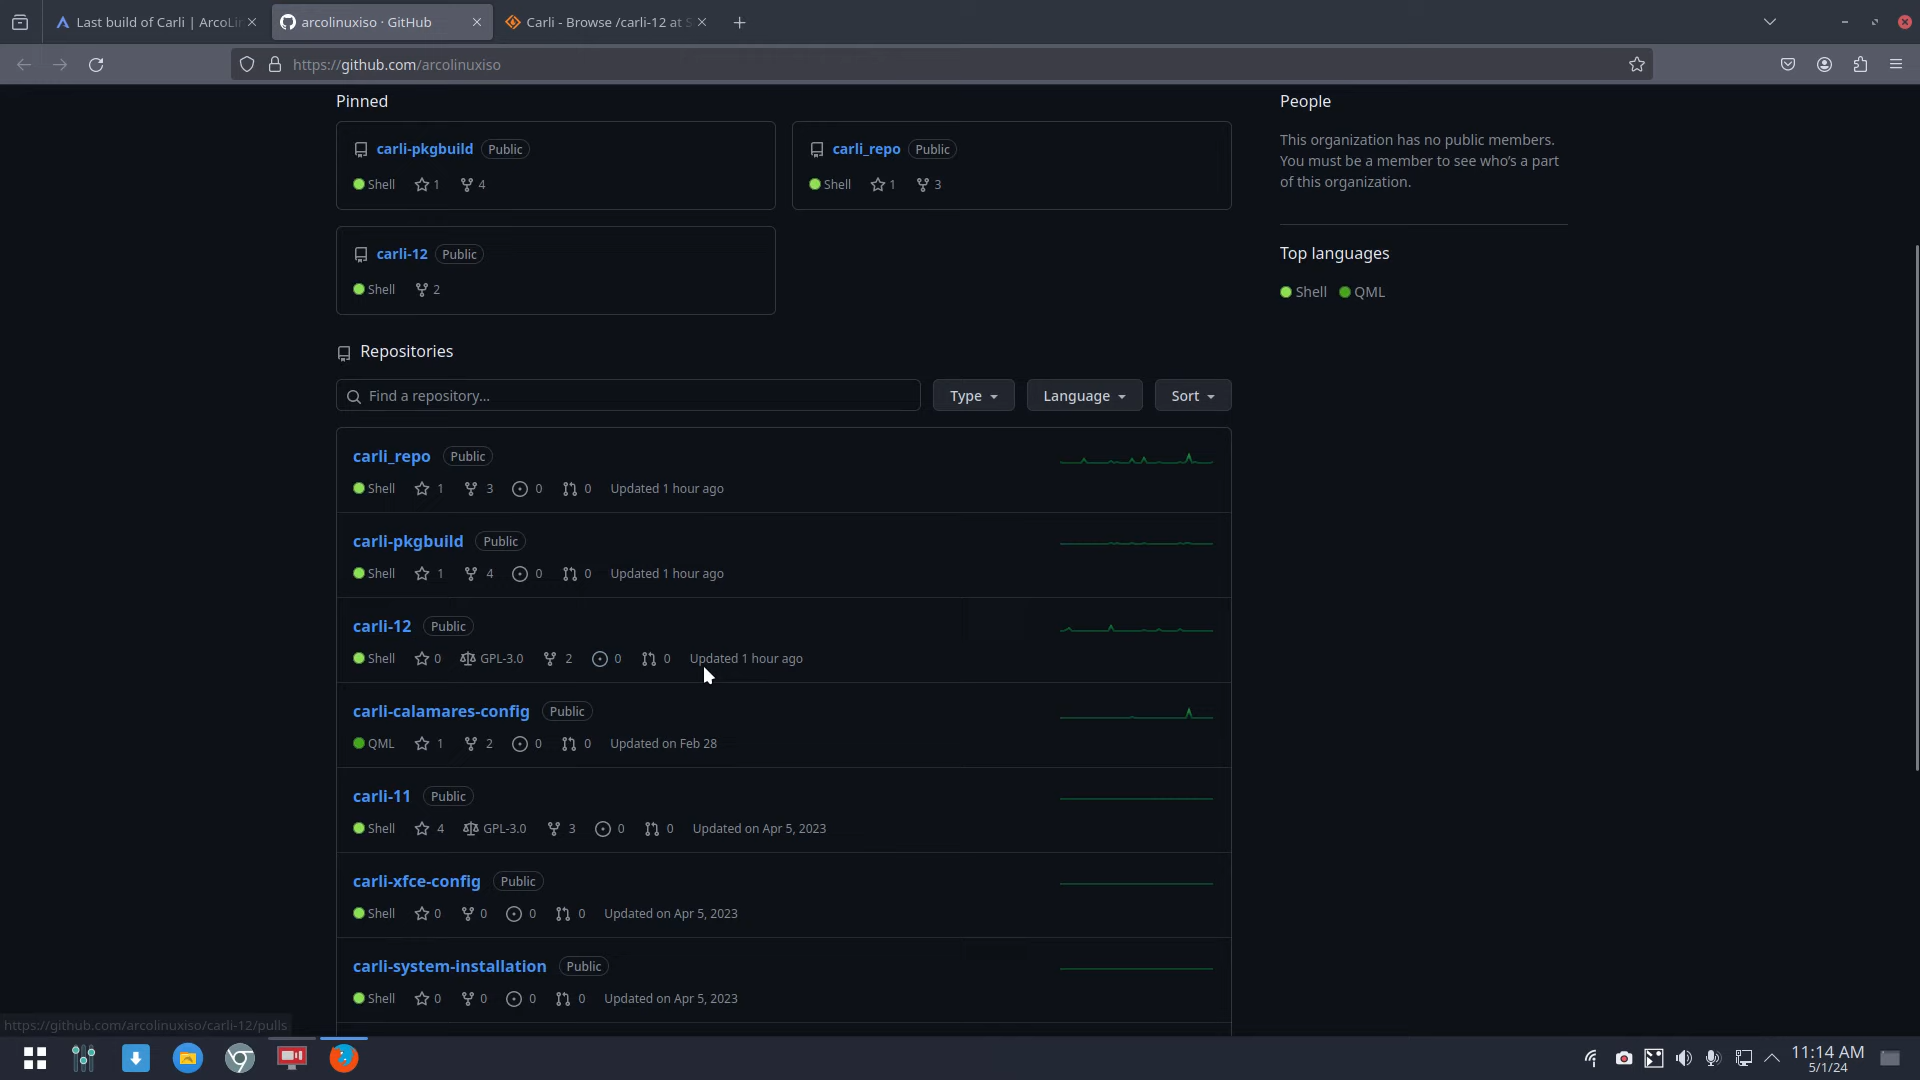 Last build of Carli | ArcoLin
arcolinuxiso · GitHub
Carli - Browse /carli-12 at S
https://github.com/arcolinuxiso
Pinned
carli-pkgbuild Public
Shell 1 4
carli_repo Public
Shell 1 3
carli-12 Public
Shell 2
People
This organization has no public members.
You must be a member to see who's a part
of this organization.
Top languages
Shell QML
Repositories
Find a repository...
Type
Language
Sort
carli_repo Public
Shell 1 3 0 0 Updated 1 hour ago
carli-pkgbuild Public
Shell 1 4 0 0 Updated 1 hour ago
carli-12 Public
Shell 0 GPL-3.0 2 0 0 Updated 1 hour ago
carli-calamares-config Public
QML 1 2 0 0 Updated on Feb 28
carli-11 Public
Shell 4 GPL-3.0 3 0 0 Updated on Apr 5, 2023
carli-xfce-config Public
Shell 0 0 0 0 Updated on Apr 5, 2023
carli-system-installation Public
Shell 0 0 0 0 Updated on Apr 5, 2023
https://github.com/arcolinuxiso/carli-12/pulls
11:14 AM
5/1/24